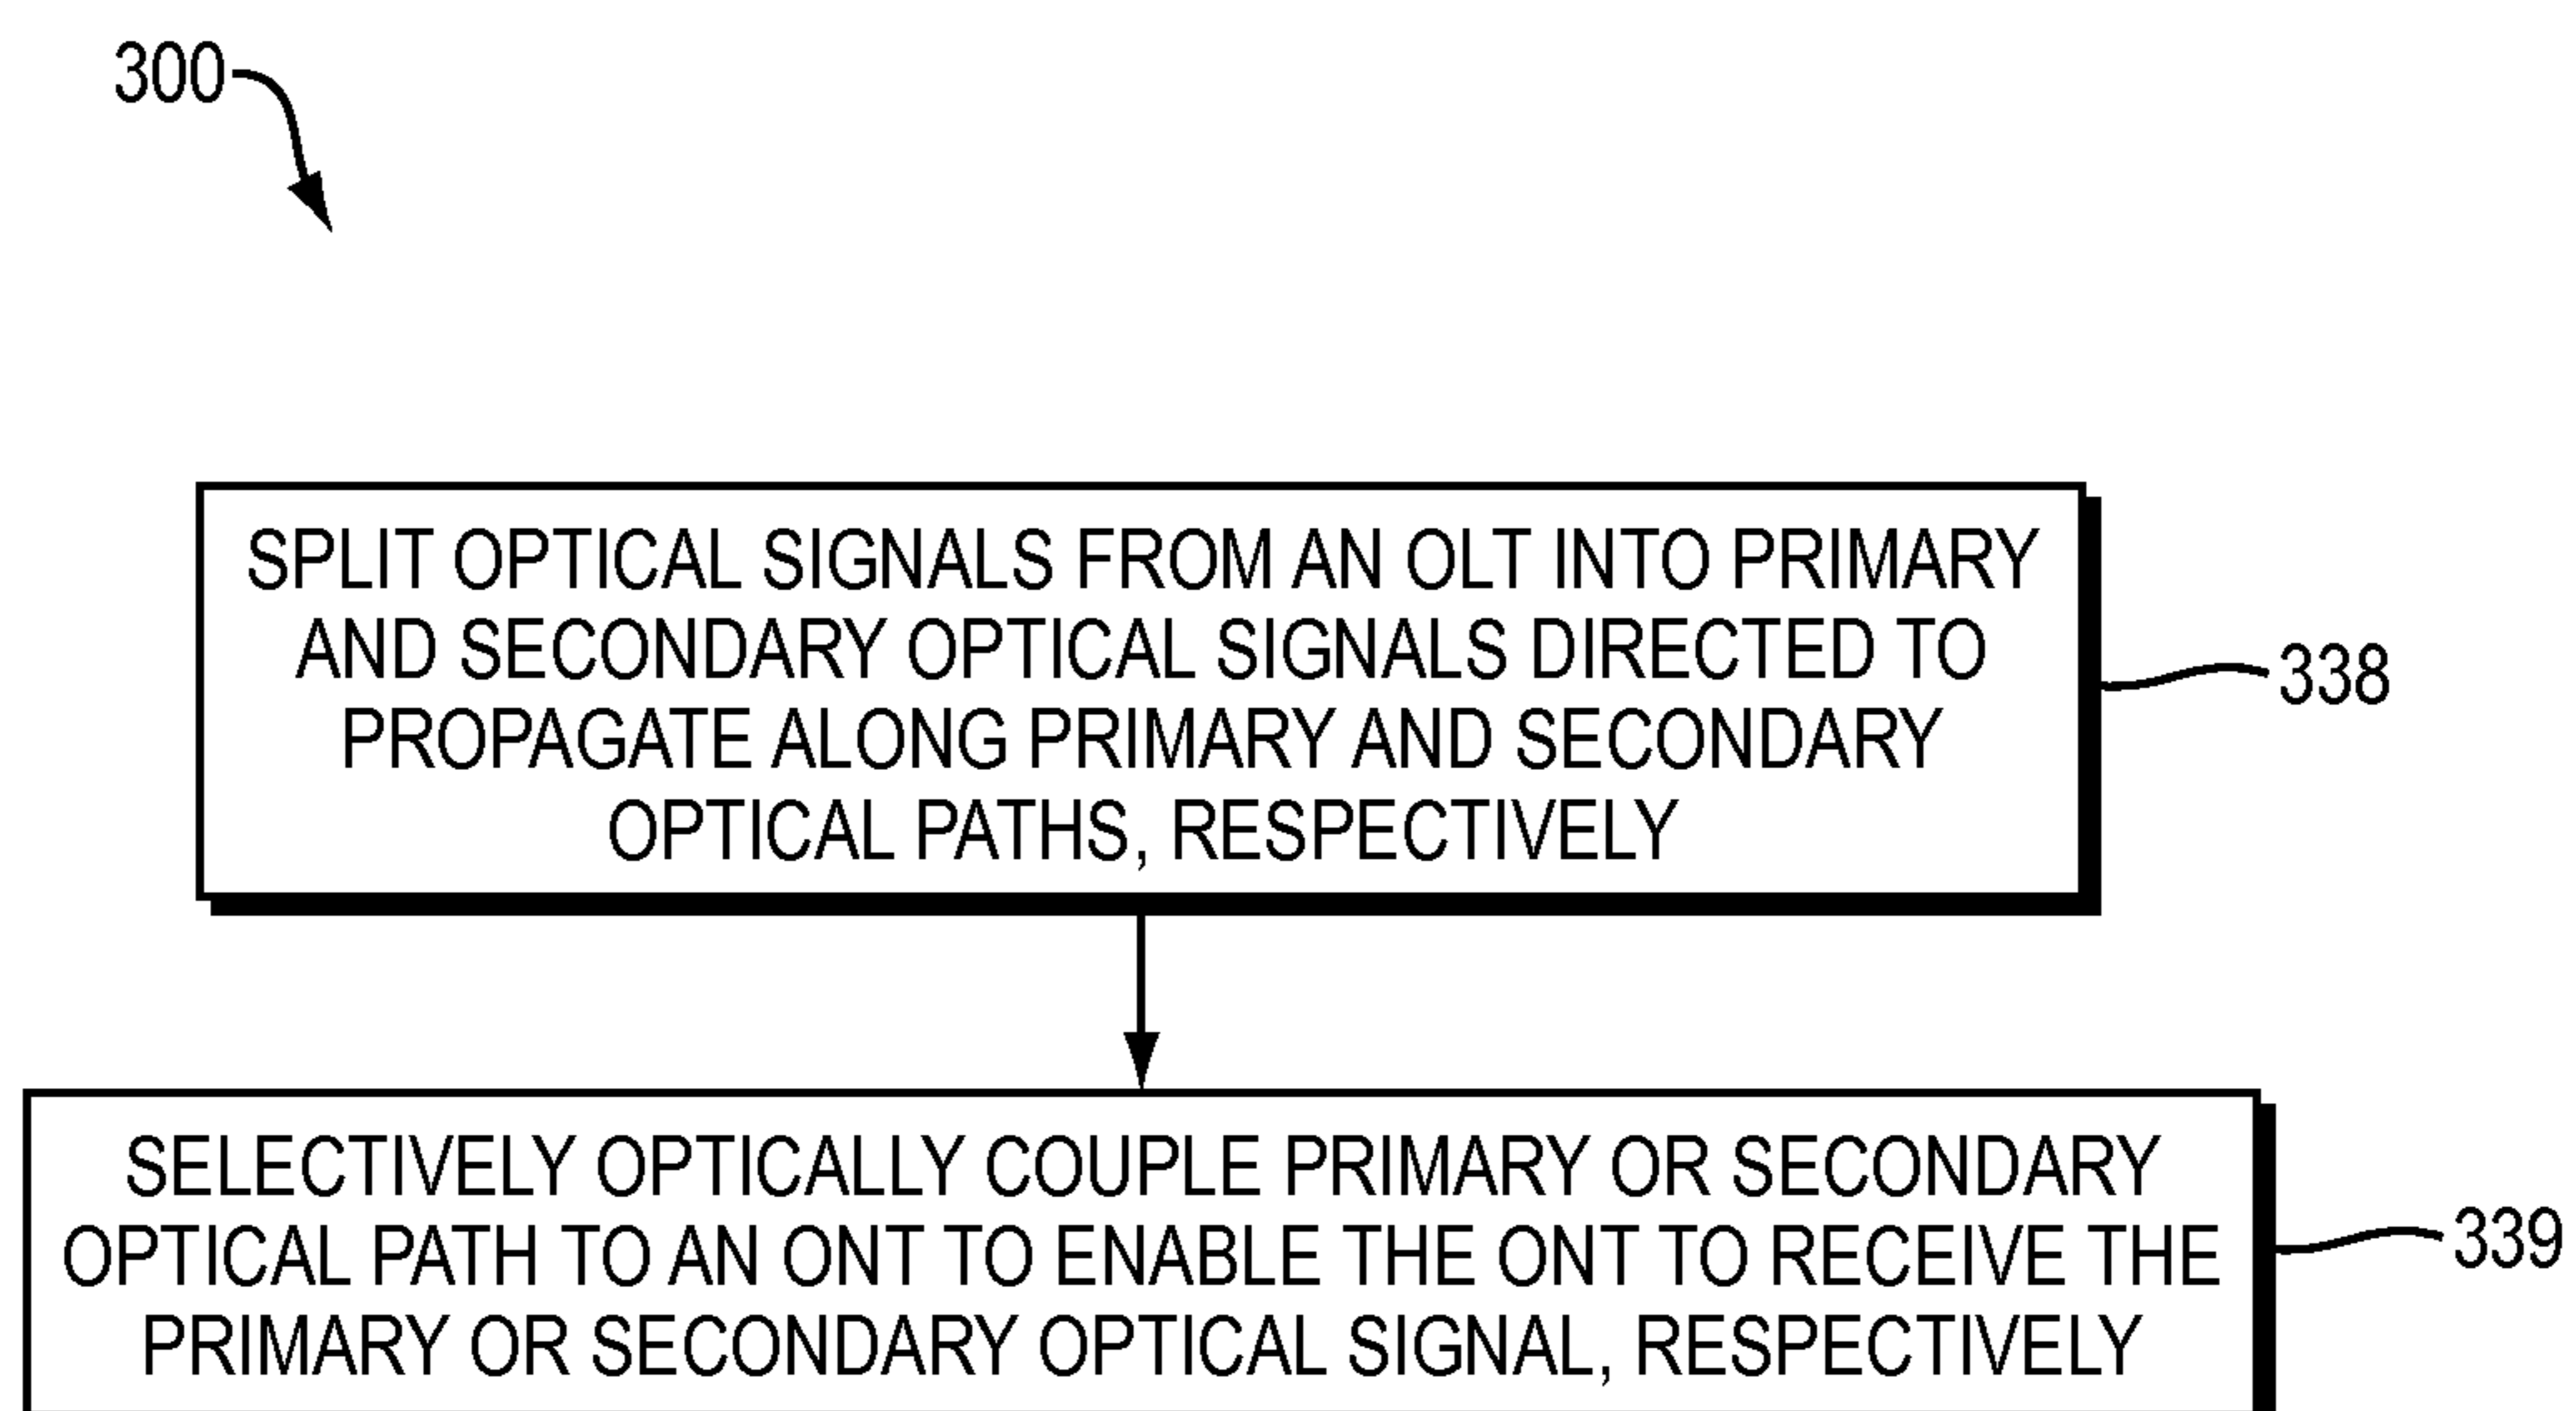 300
SPLIT OPTICAL SIGNALS FROM AN OLT INTO PRIMARY
AND SECONDARY OPTICAL SIGNALS DIRECTED TO
PROPAGATE ALONG PRIMARY AND SECONDARY
OPTICAL PATHS, RESPECTIVELY
338
SELECTIVELY OPTICALLY COUPLE PRIMARY OR SECONDARY
OPTICAL PATH TO AN ONT TO ENABLE THE ONT TO RECEIVE THE
PRIMARY OR SECONDARY OPTICAL SIGNAL, RESPECTIVELY
339